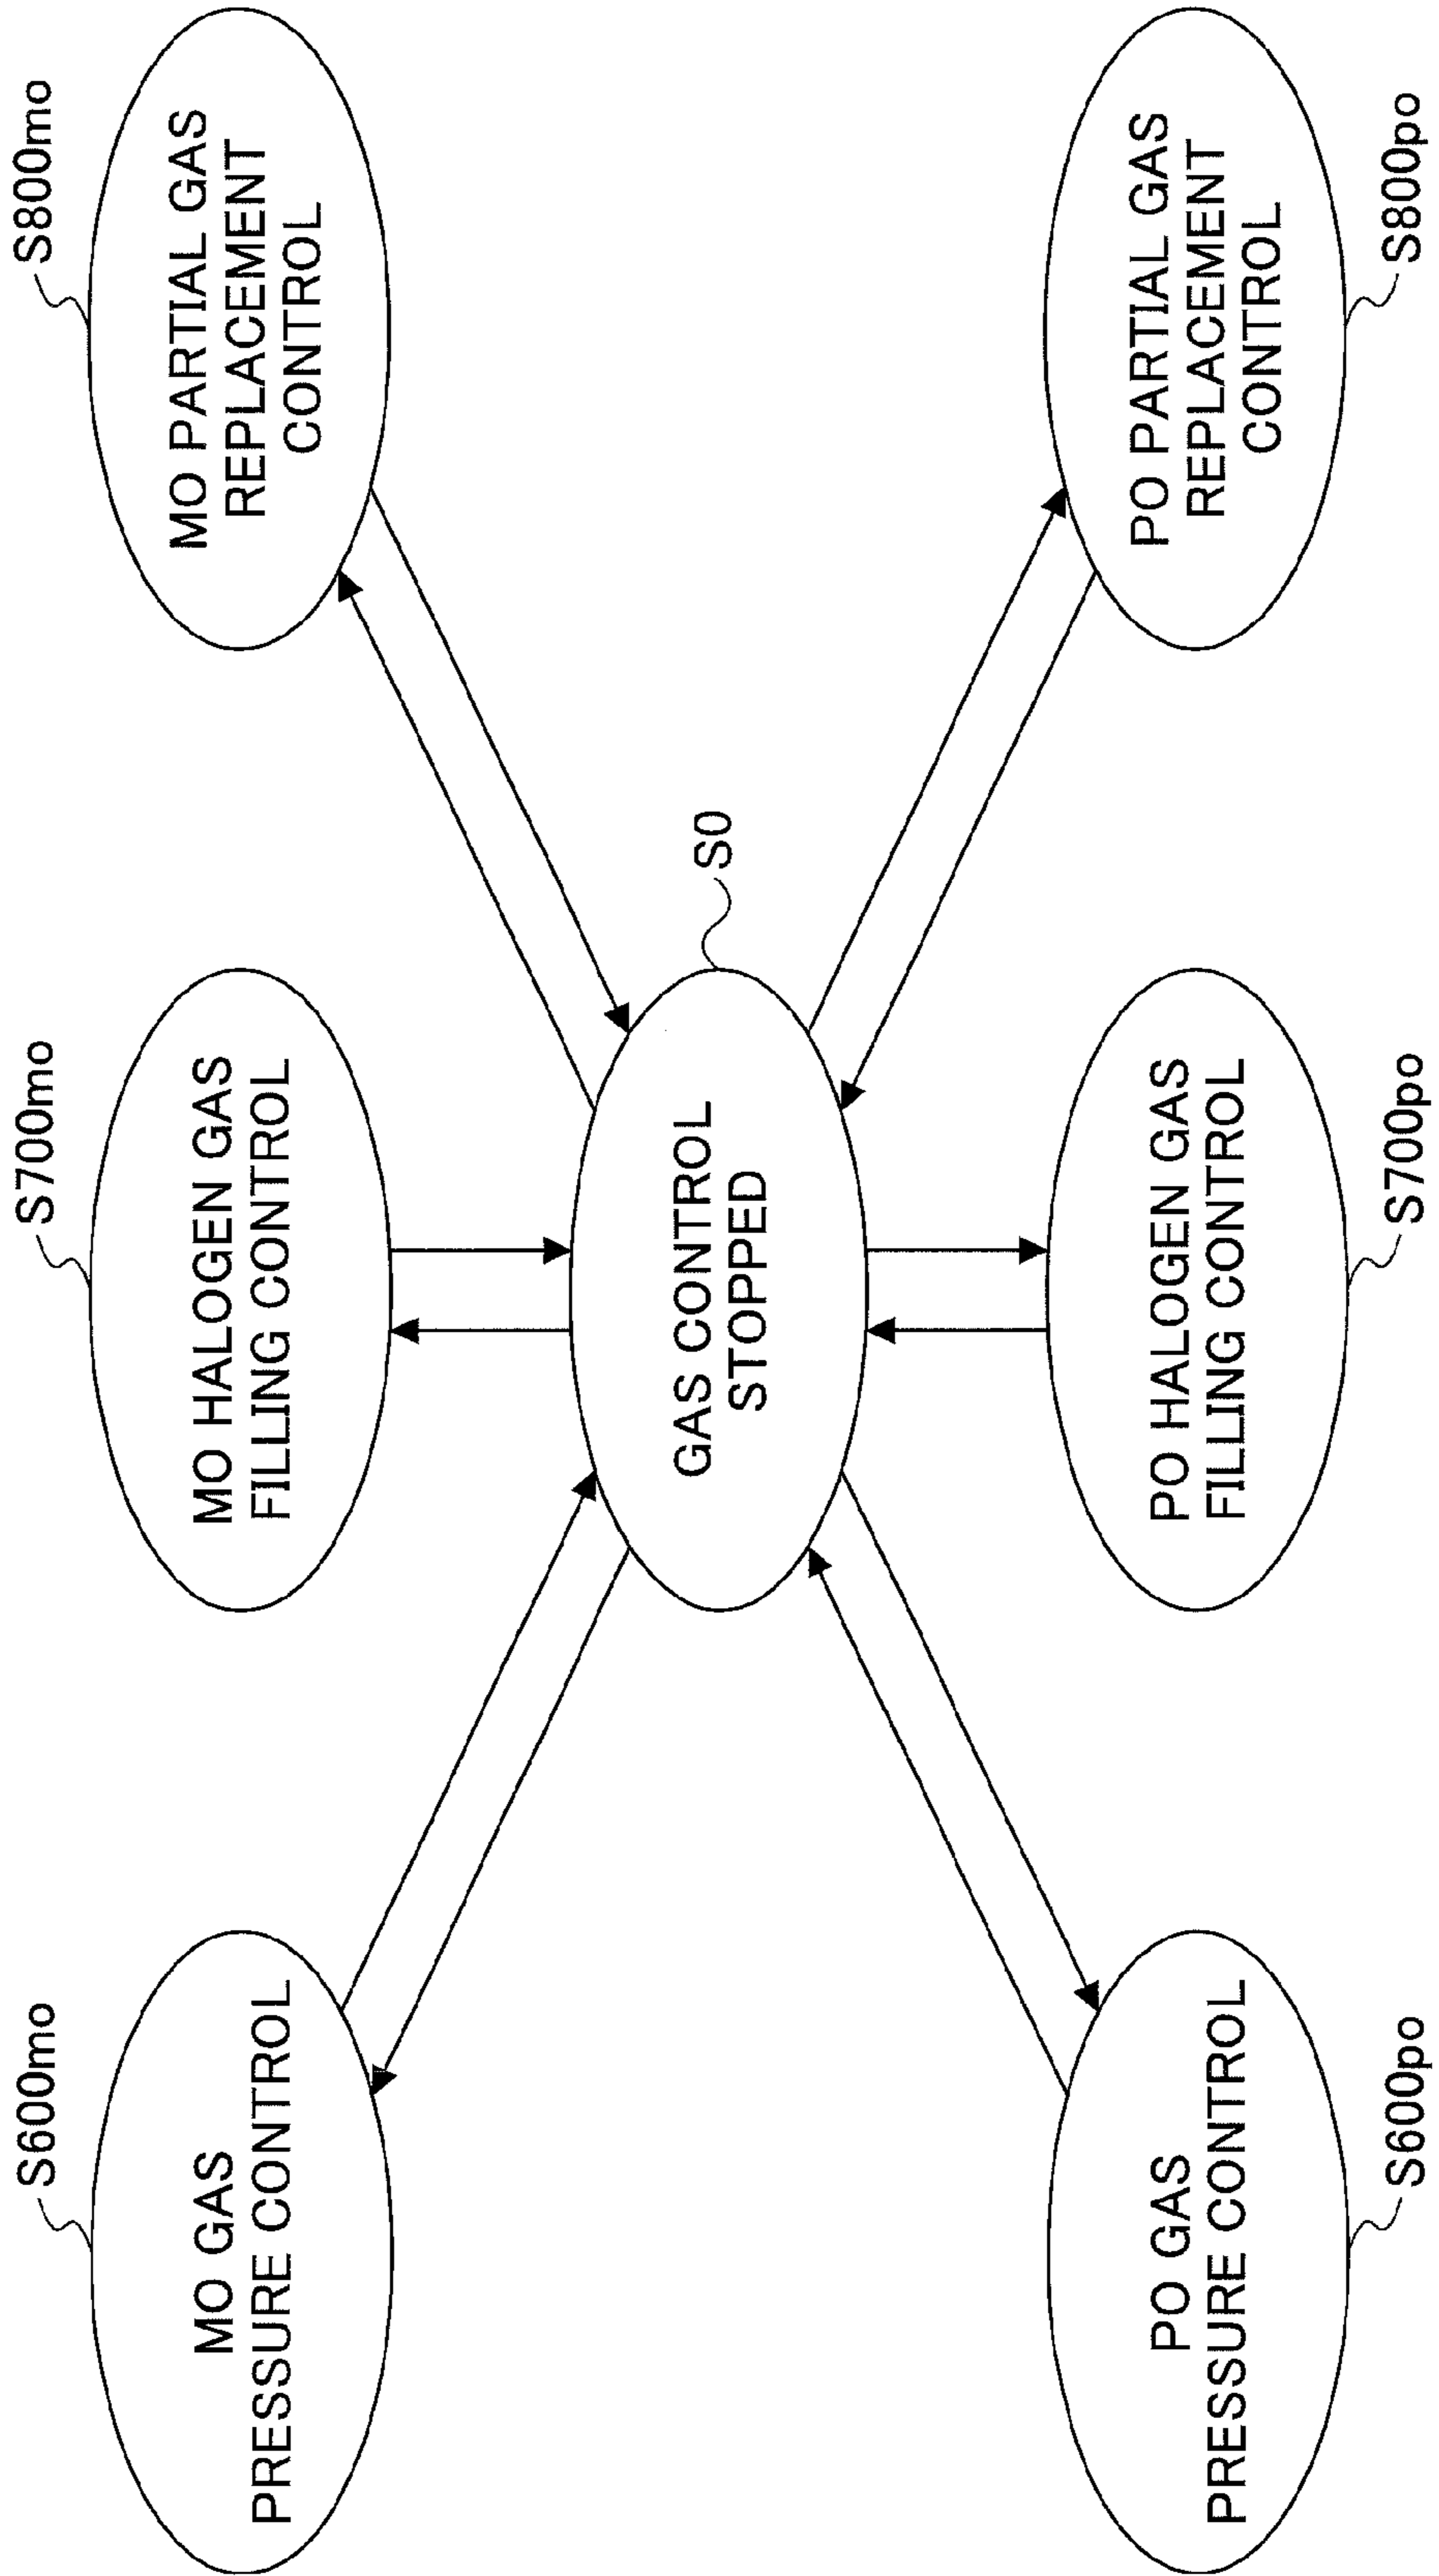 S600mo
MO GAS
PRESSURE CONTROL
S700mo
MO HALOGEN GAS
FILLING CONTROL
S800mo
MO PARTIAL GAS
REPLACEMENT
CONTROL
GAS CONTROL
STOPPED
S0
PO GAS
PRESSURE CONTROL
S600po
PO HALOGEN GAS
FILLING CONTROL
S700po
PO PARTIAL GAS
REPLACEMENT
CONTROL
S800po